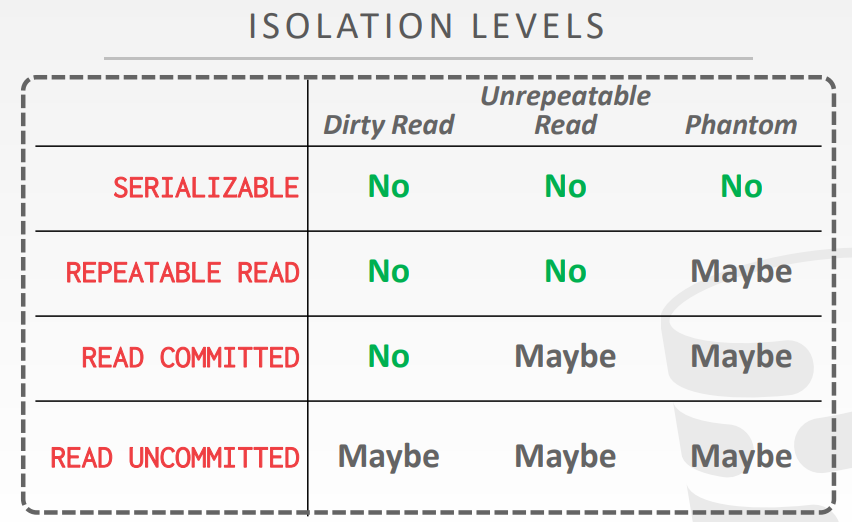 ISOLATION LEVELS
Dirty Read Unrepeatable Read Phantom
SERIALIZABLE No No No
REPEATABLE READ No No Maybe
READ COMMITTED No Maybe Maybe
READ UNCOMMITTED Maybe Maybe Maybe